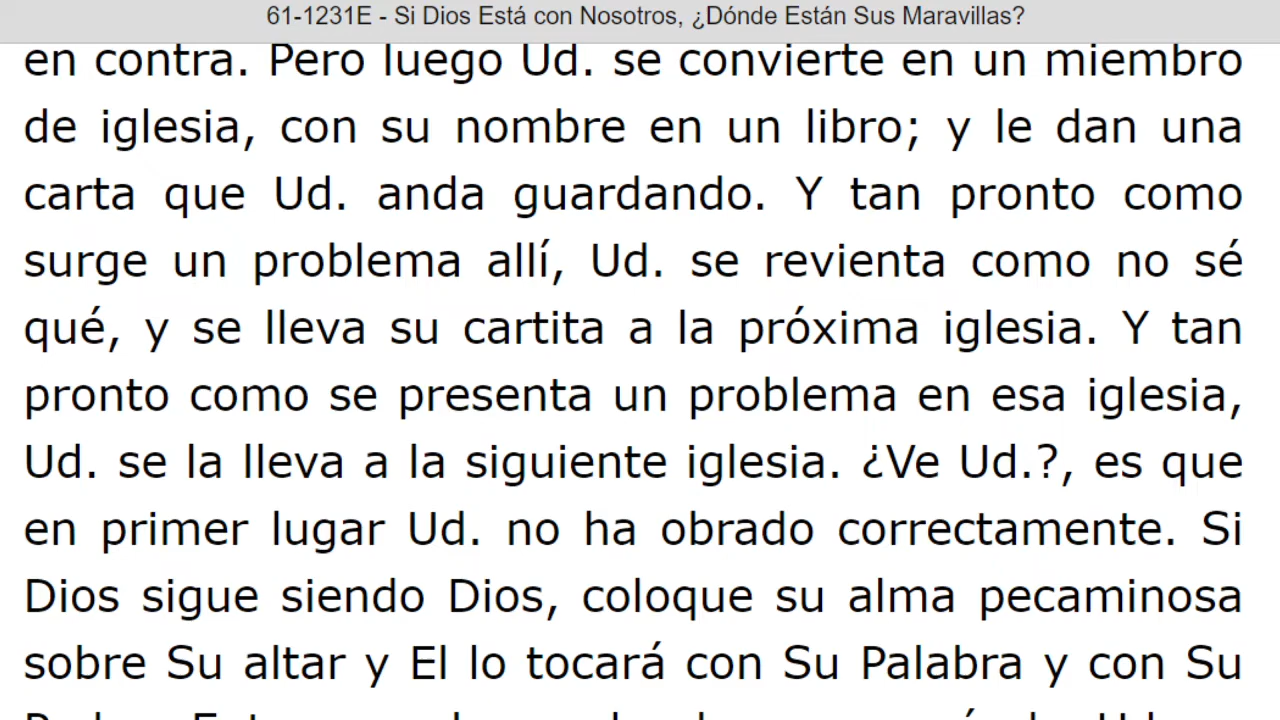 61-1231E - Si Dios Está con Nosotros, ¿Dónde Están Sus Maravillas?
en contra. Pero luego Ud. se convierte en un miembro
de iglesia, con su nombre en un libro; y le dan una
carta que Ud. anda guardando. Y tan pronto como
surge un problema allí, Ud. se revienta como no sé
qué, y se lleva su cartita a la próxima iglesia. Y tan
pronto como se presenta un problema en esa iglesia,
Ud. se la lleva a la siguiente iglesia. ¿Ve Ud.?, es que
en primer lugar Ud. no ha obrado correctamente. Si
Dios sigue siendo Dios, coloque su alma pecaminosa
sobre Su altar y El lo tocará con Su Palabra y con Su